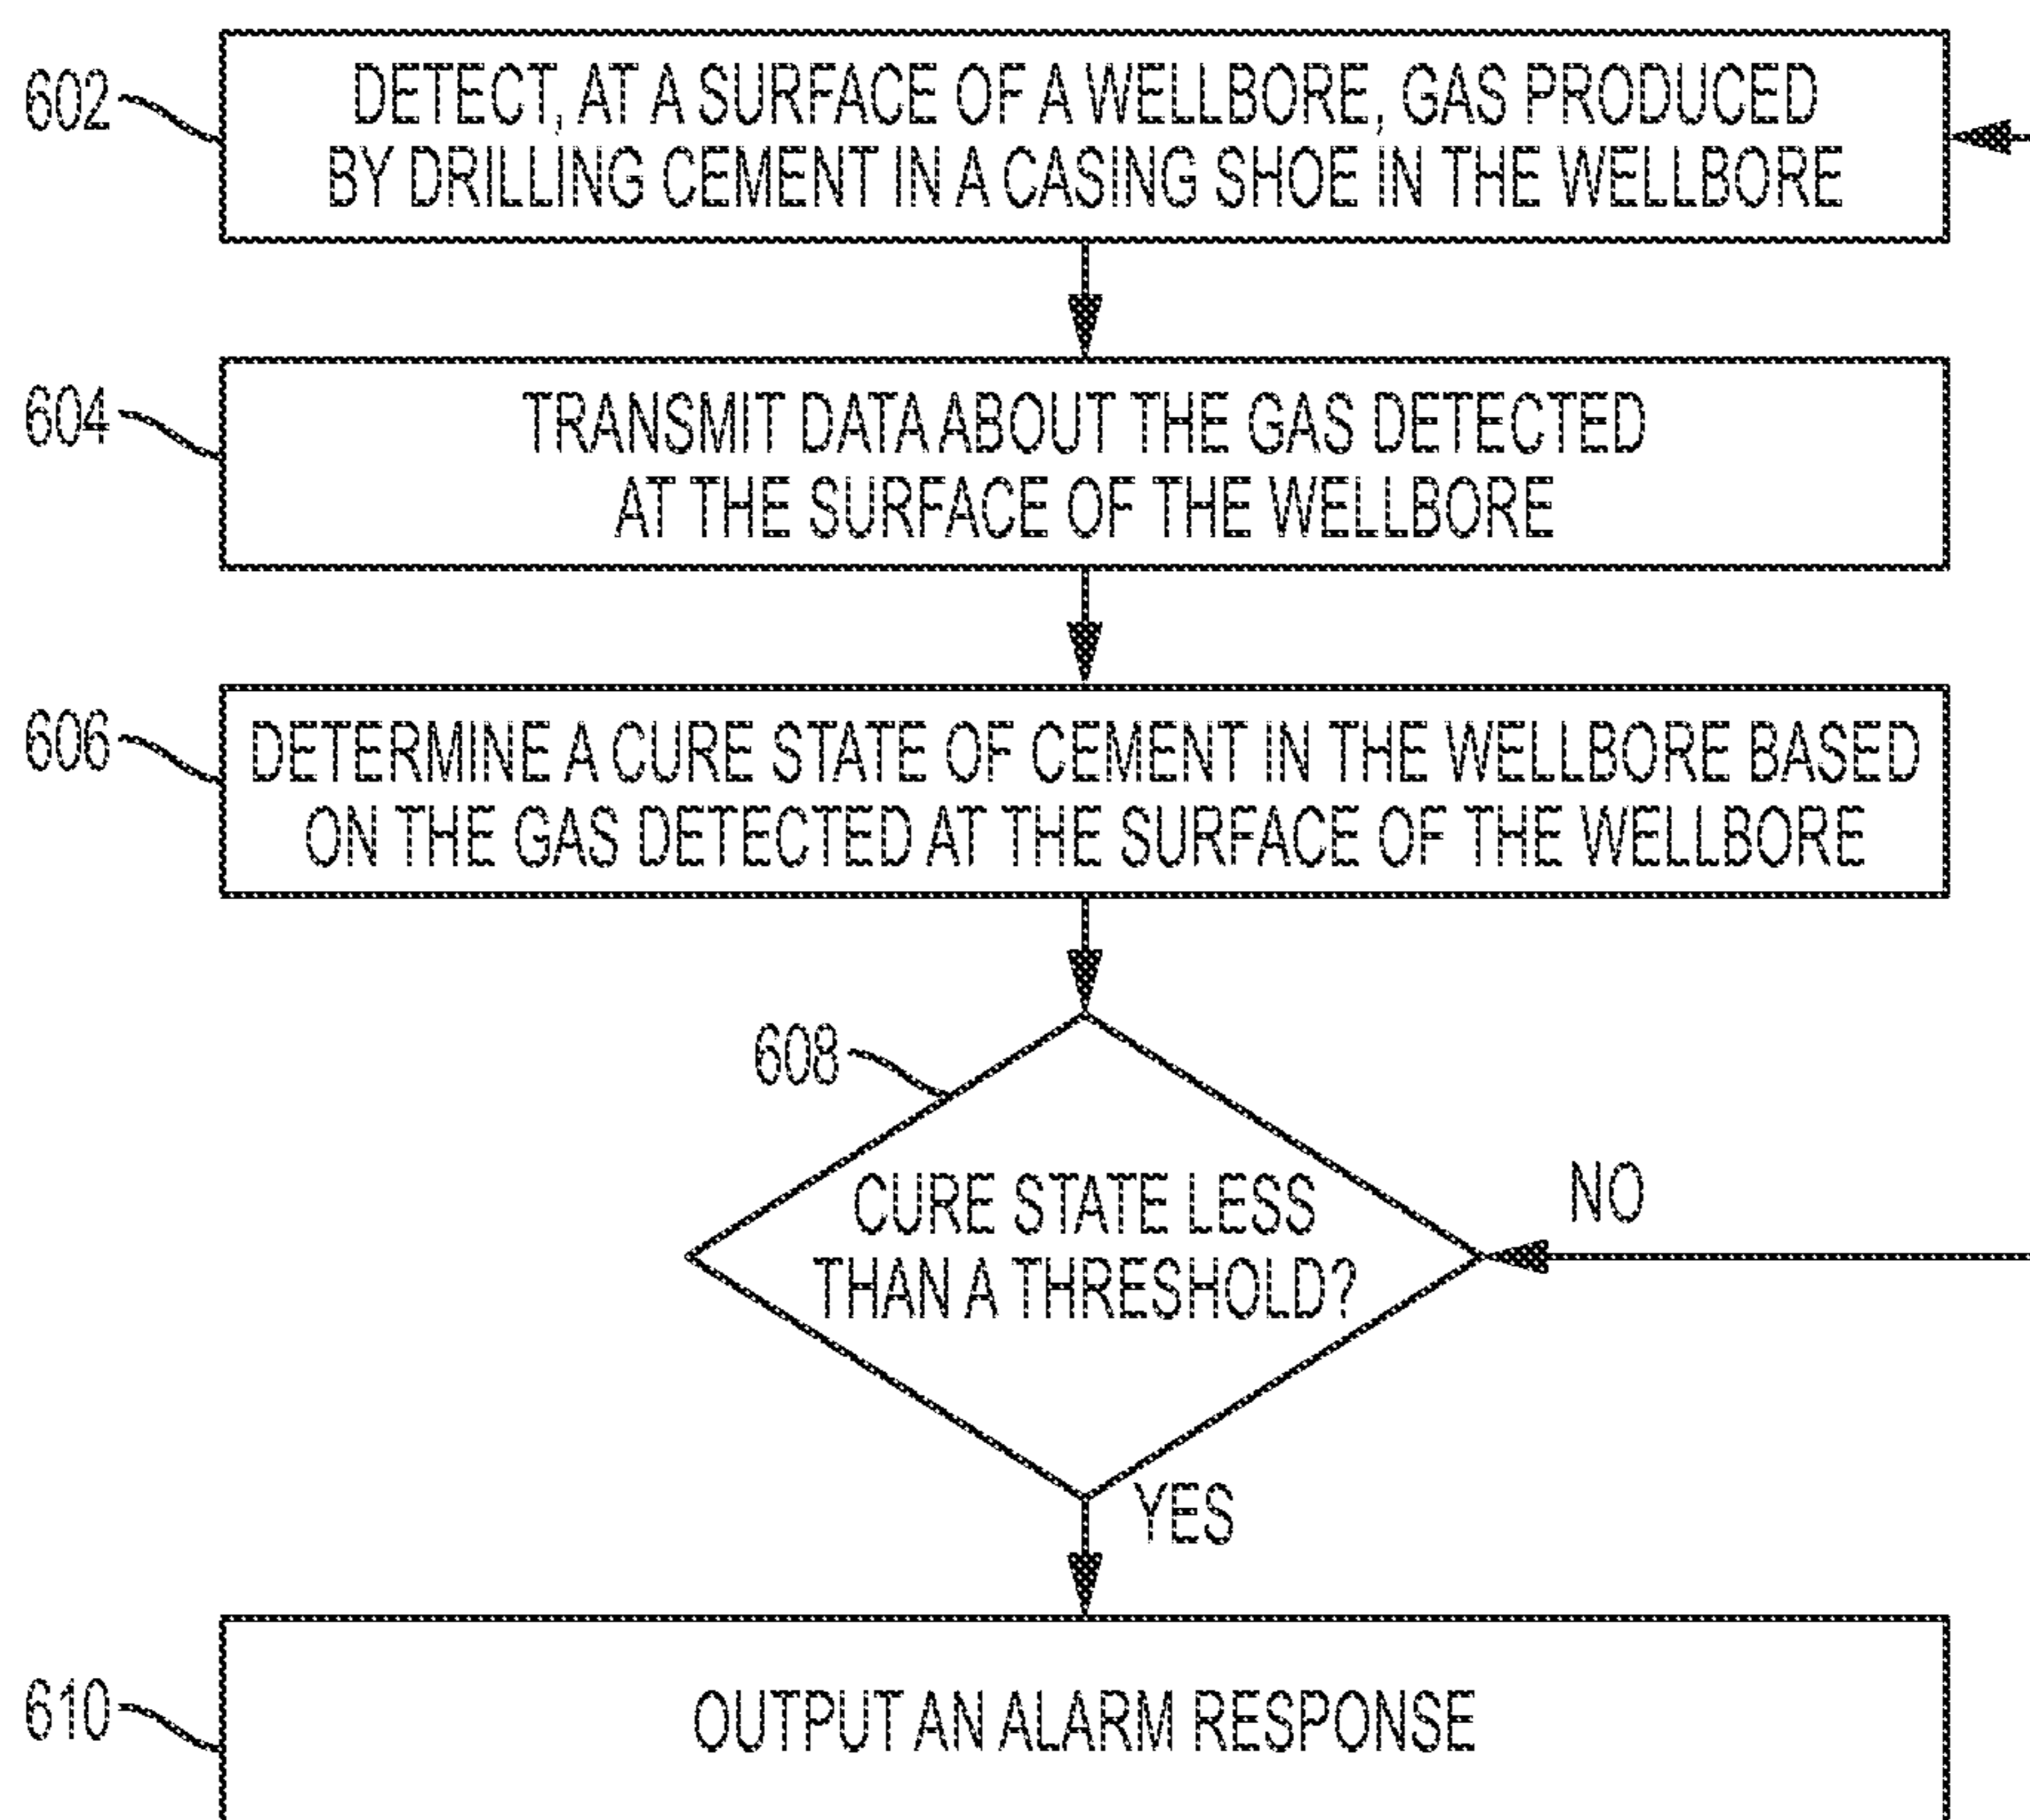 602
DETECT, AT A SURFACE OF A WELLBORE, GAS PRODUCED
BY DRILLING CEMENT IN A CASING SHOE IN THE WELLBORE
604
TRANSMIT DATA ABOUT THE GAS DETECTED
AT THE SURFACE OF THE WELLBORE
606
DETERMINE A CURE STATE OF CEMENT IN THE WELLBORE BASED
ON THE GAS DETECTED AT THE SURFACE OF THE WELLBORE
608
CURE STATE LESS
THAN A THRESHOLD?
NO
YES
610
OUTPUT AN ALARM RESPONSE